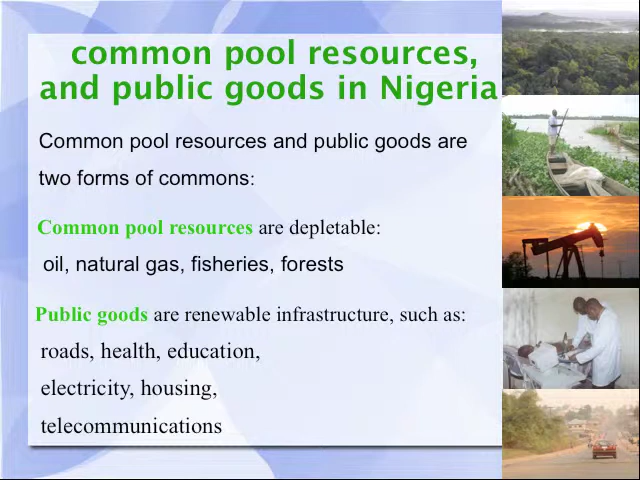 common pool resources,
and public goods in Nigeria
Common pool resources and public goods are
two forms of commons:
Common pool resources are depletable:
oil, natural gas, fisheries, forests
Public goods are renewable infrastructure, such as:
roads, health, education,
electricity, housing,
telecommunications